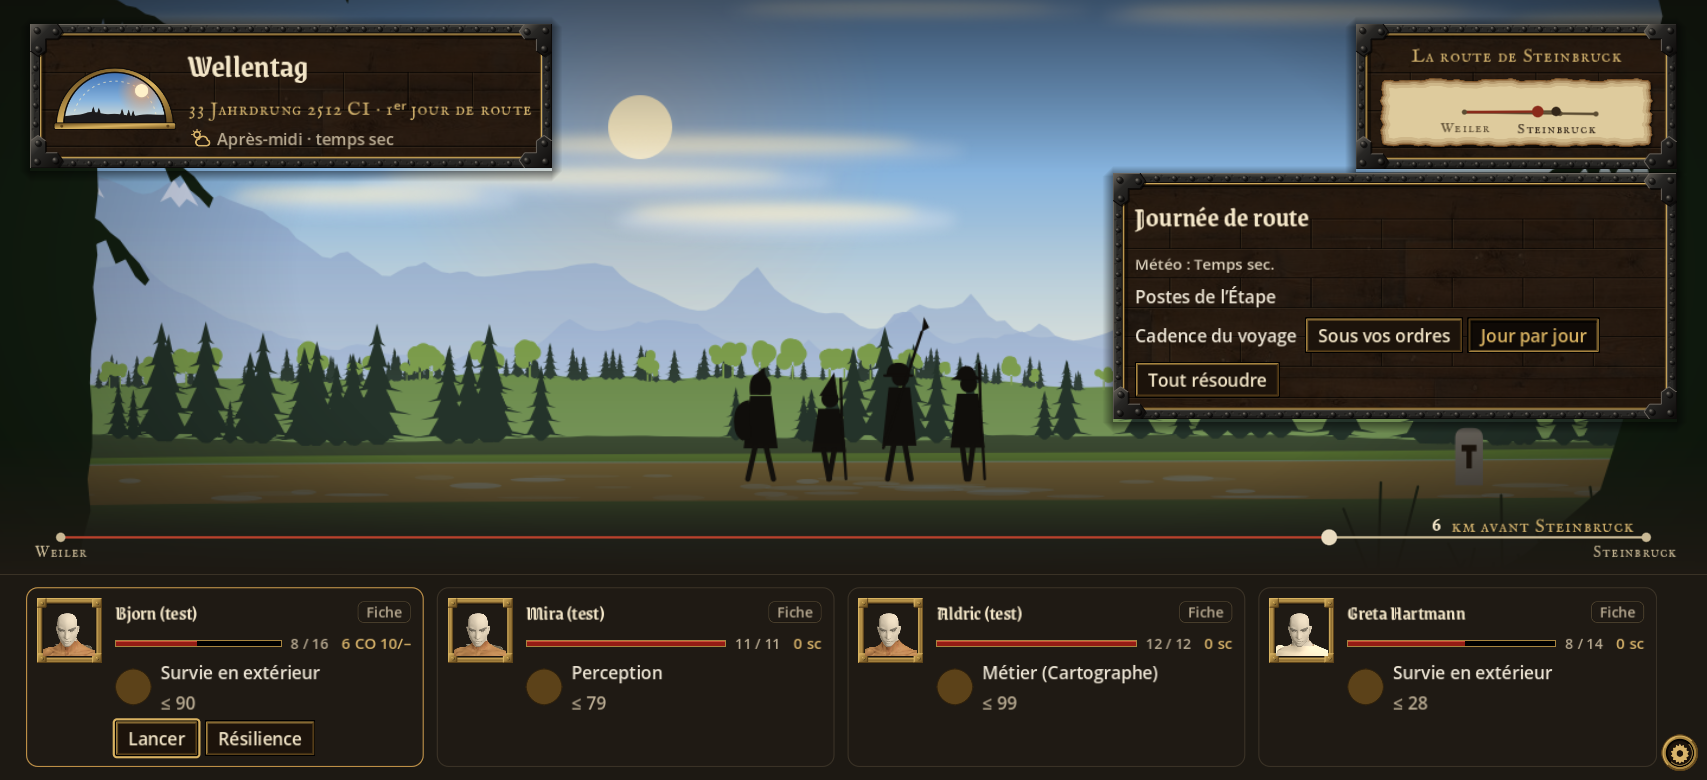 Wellentag
33 Jahrdrung 2512 CI · 1er jour de route
Après-midi · temps sec
La route de Steinbruck
Weiler Steinbruck
Journée de route
Météo : Temps sec.
Postes de l'Étape
Cadence du voyage Sous vos ordres Jour par jour
Tout résoudre
T
6 km avant Steinbruck
Weiler Steinbruck
Bjorn (test) Fiche
8 / 16 6 CO 10/–
Survie en extérieur
≤ 90
Lancer Résilience
Mira (test) Fiche
11 / 11 0 sc
Perception
≤ 79
Aldric (test) Fiche
12 / 12 0 sc
Métier (Cartographe)
≤ 99
Greta Hartmann Fiche
8 / 14 0 sc
Survie en extérieur
≤ 28